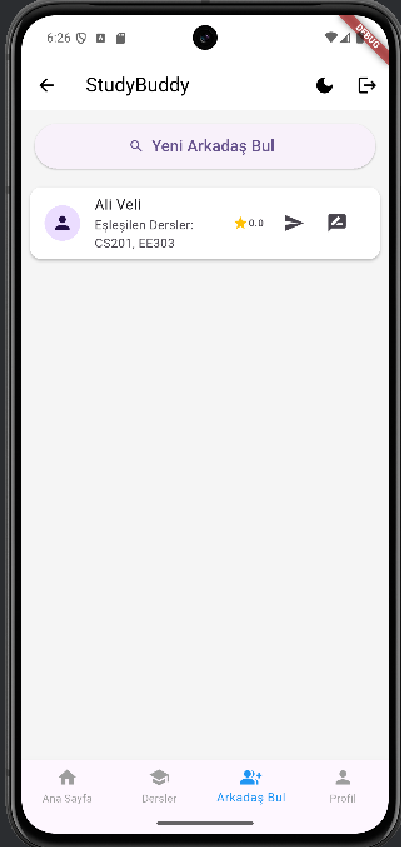 6:26
DEBUG
StudyBuddy
Yeni Arkadaş Bul
Ali Veli
Eşleşilen Dersler:
CS201, EE303
0.0
Ana Sayfa
Dersler
Arkadaş Bul
Profil